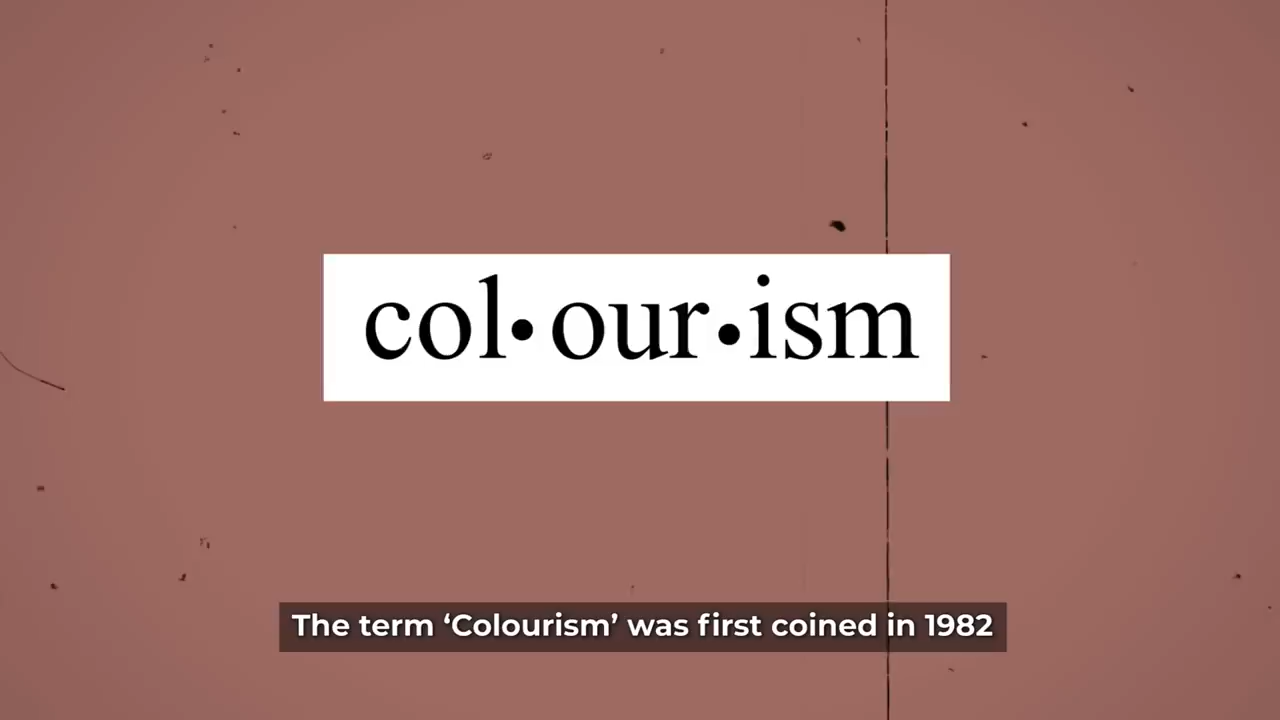 col•our•ism
The term ‘Colourism’ was first coined in 1982